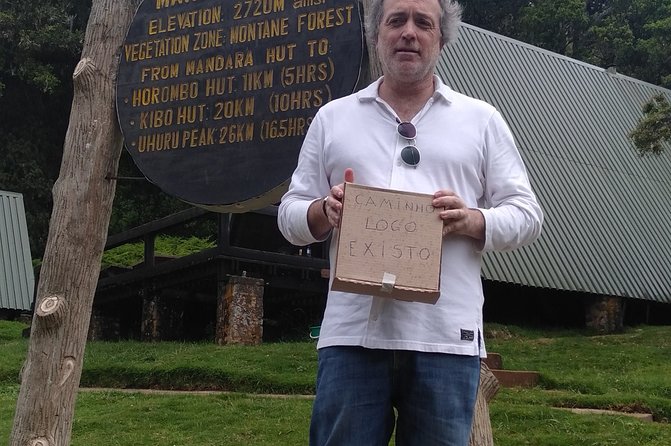 ELEVATION: 2720M amsl
VEGETATION ZONE: MONTANE FOREST
FROM MANDARA HUT TO:
• HOROMBO HUT: 11KM (5HRS)
• KIBO HUT: 20KM (10HRS)
• UHURU PEAK 26KM (16.5HRS
CAMINHO
LOGO
EXISTO